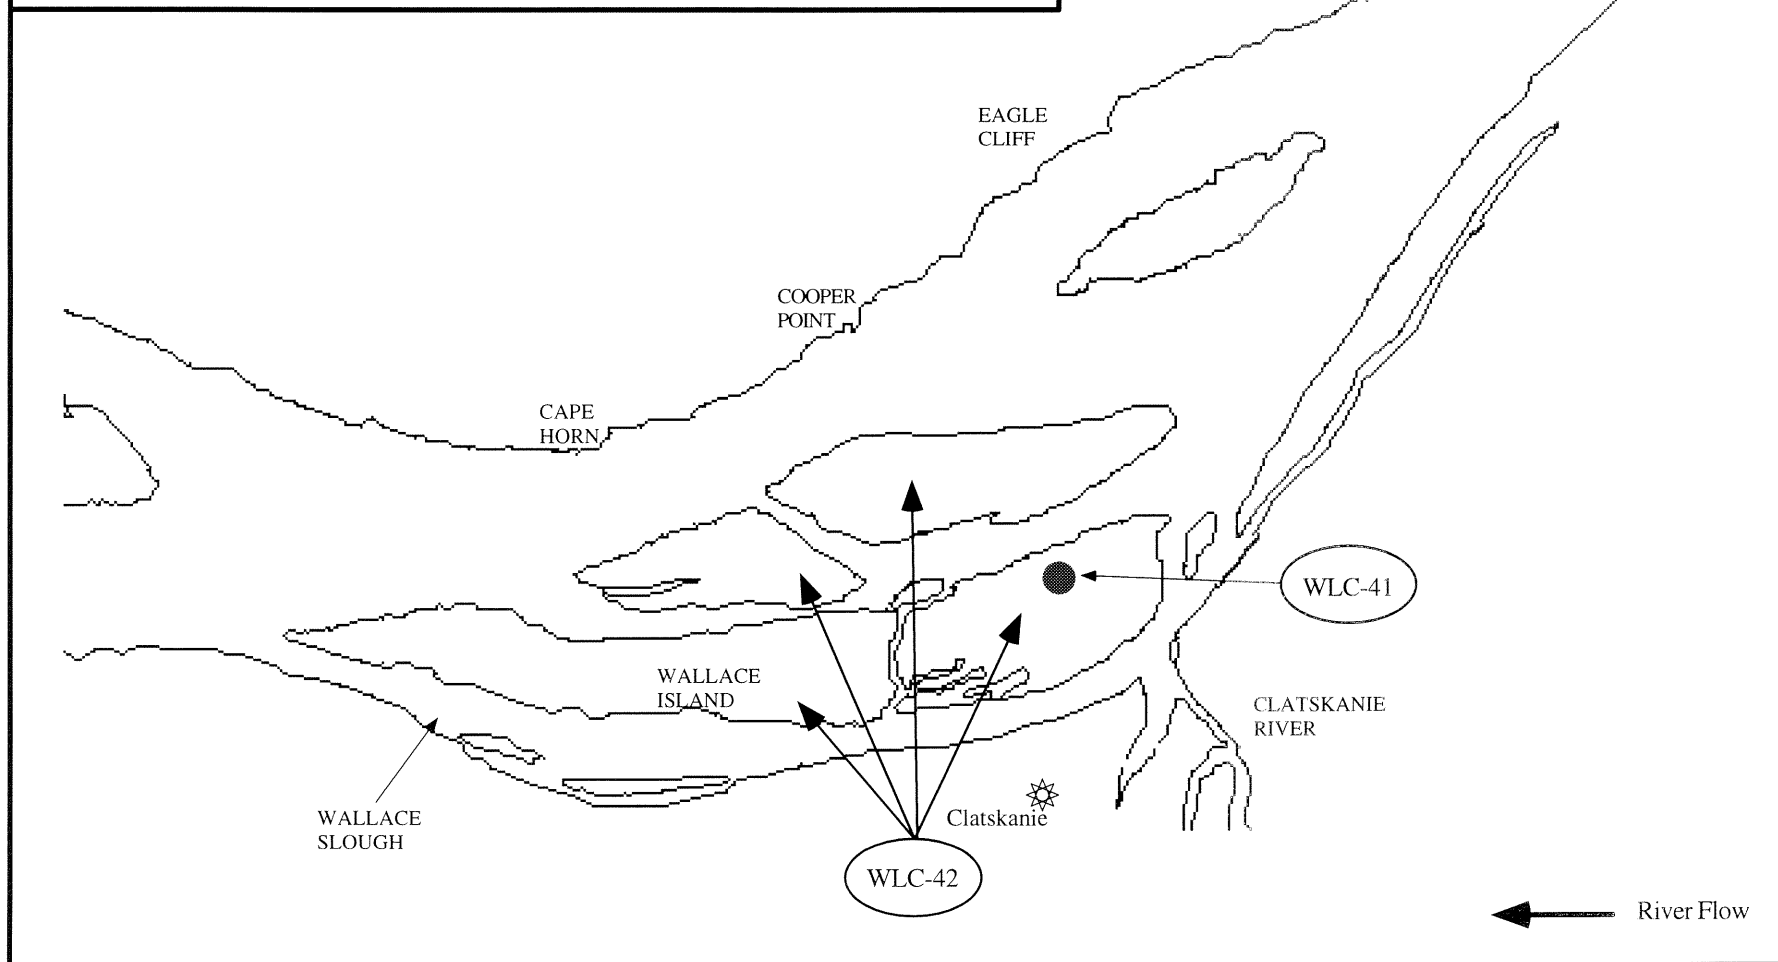 EAGLE
CLIFF
COOPER
POINT
CAPE
HORN
WLC-41
WALLACE
ISLAND
CLATSKANIE
RIVER
WALLACE
SLOUGH
Clatskanie
WLC-42
River Flow